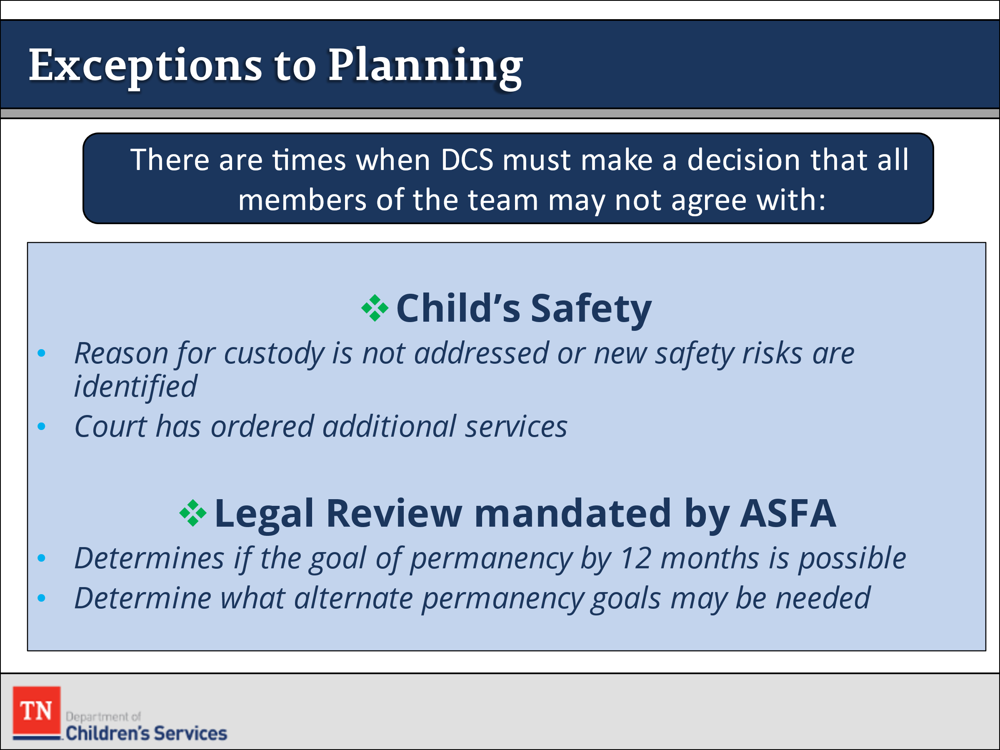 Exceptions to Planning
There are times when DCS must make a decision that all
members of the team may not agree with:
❖ Child’s Safety
• Reason for custody is not addressed or new safety risks are
identified
• Court has ordered additional services
❖ Legal Review mandated by ASFA
• Determines if the goal of permanency by 12 months is possible
• Determine what alternate permanency goals may be needed
TN
Department of
Children's Services